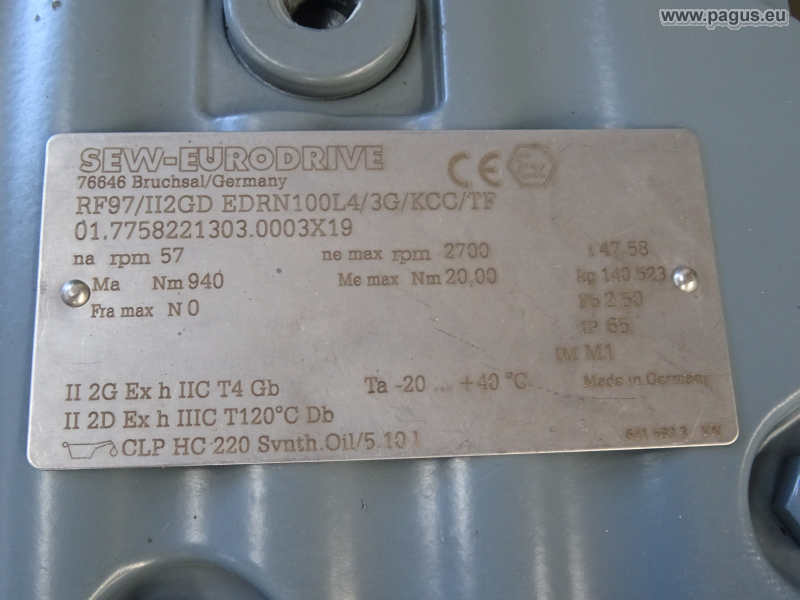 www.pagus.eu
SEW-EURODRIVE
76646 Bruchsal/Germany
CE Ex
RF97/II2GD EDRN100L4/3G/KCC/TF
01.7758221303.0003X19
na rpm 57 ne max rpm 2700 i 47.58
Ma Nm 940 Me max Nm 20,00 kg 140.523
Fra max N 0 Fb 2,50
IP 65
IM M1
II 2G Ex h IIC T4 Gb Ta -20 ... +40 °C Made in Germany
II 2D Ex h IIIC T120°C Db
CLP HC 220 Synth.Oil/5.10 l